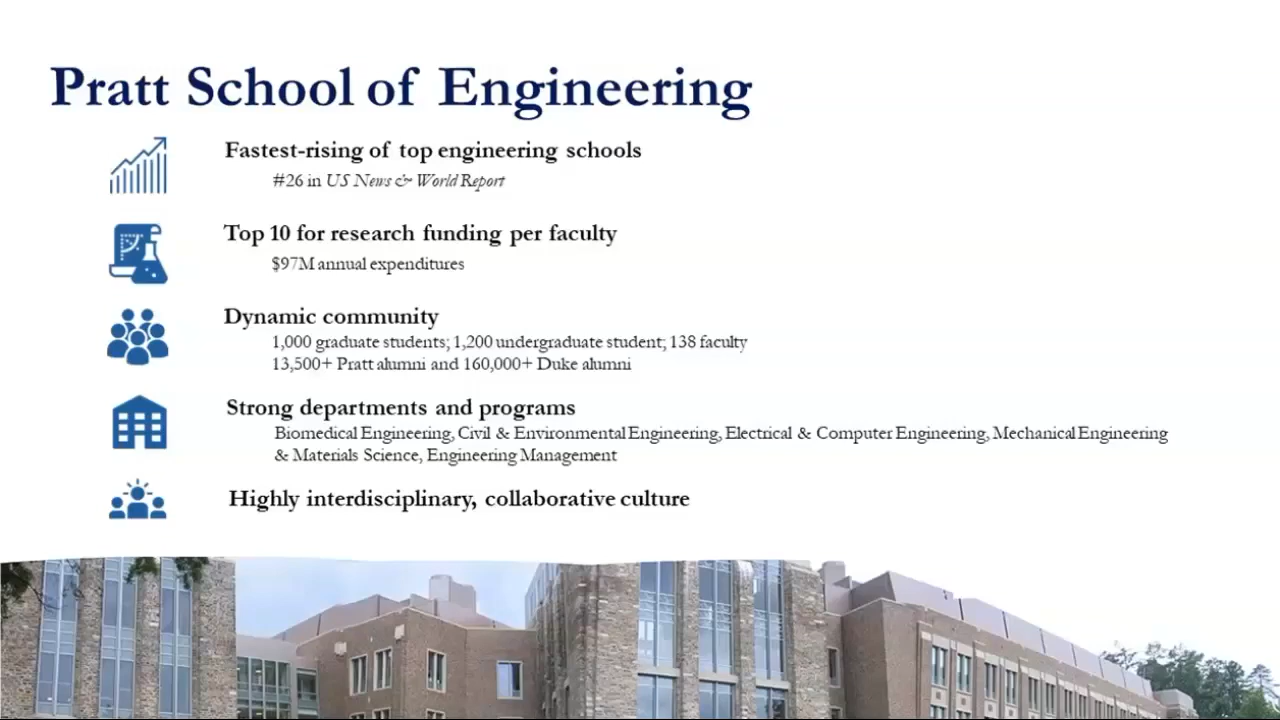 Pratt School of Engineering
Fastest-rising of top engineering schools
#26 in US News & World Report
Top 10 for research funding per faculty
$97M annual expenditures
Dynamic community
1,000 graduate students; 1,200 undergraduate student; 138 faculty
13,500+ Pratt alumni and 160,000+ Duke alumni
Strong departments and programs
Biomedical Engineering, Civil & Environmental Engineering, Electrical & Computer Engineering, Mechanical Engineering
& Materials Science, Engineering Management
Highly interdisciplinary, collaborative culture